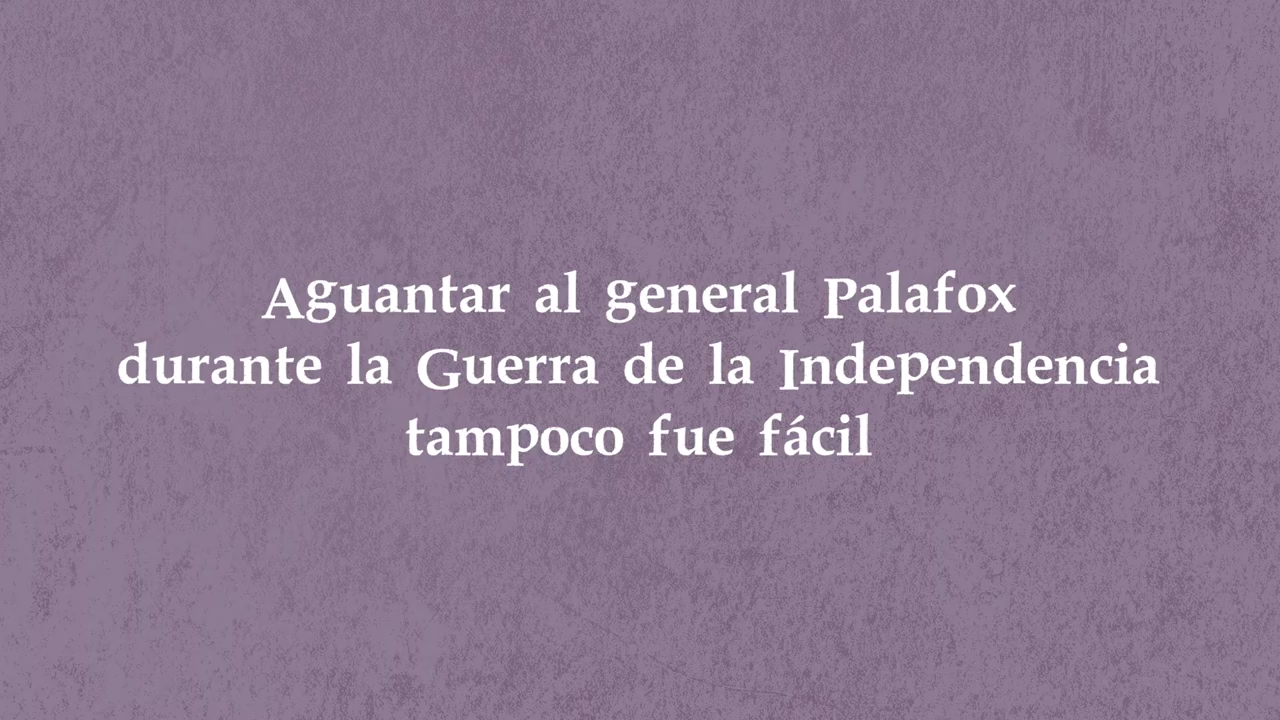 Aguantar al general Palafox
durante la Guerra de la Independencia
tampoco fue fácil